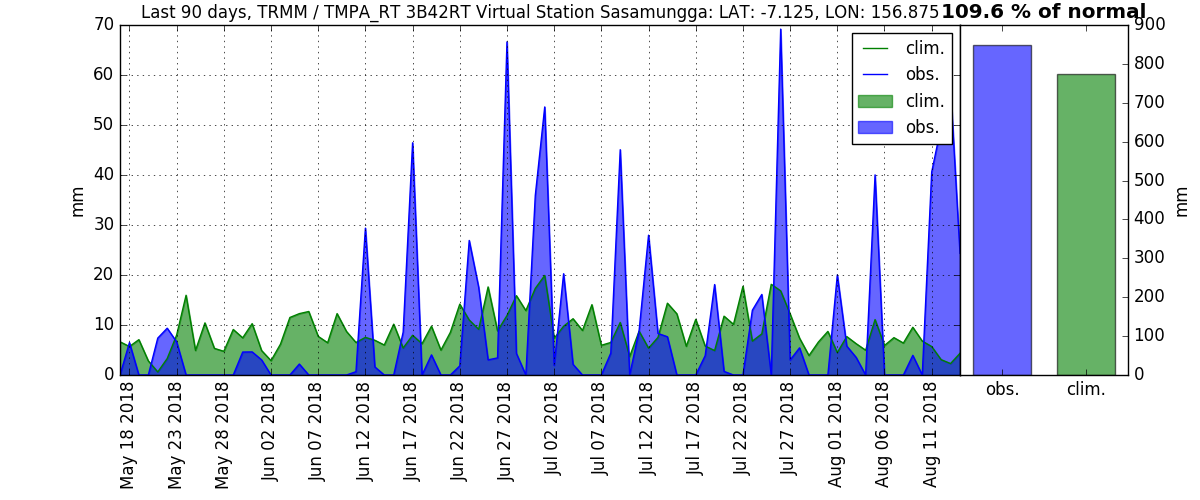 Last 90 days, TRMM / TMPA_RT 3B42RT Virtual Station Sasamungga: LAT: -7.125, LON: 156.875
109.6 % of normal
70
60
50
40
30
20
10
0
mm
clim.
obs.
clim.
obs.
900
800
700
600
500
400
300
200
100
0
mm
May 18 2018
May 23 2018
May 28 2018
Jun 02 2018
Jun 07 2018
Jun 12 2018
Jun 17 2018
Jun 22 2018
Jun 27 2018
Jul 02 2018
Jul 07 2018
Jul 12 2018
Jul 17 2018
Jul 22 2018
Jul 27 2018
Aug 01 2018
Aug 06 2018
Aug 11 2018
obs.
clim.